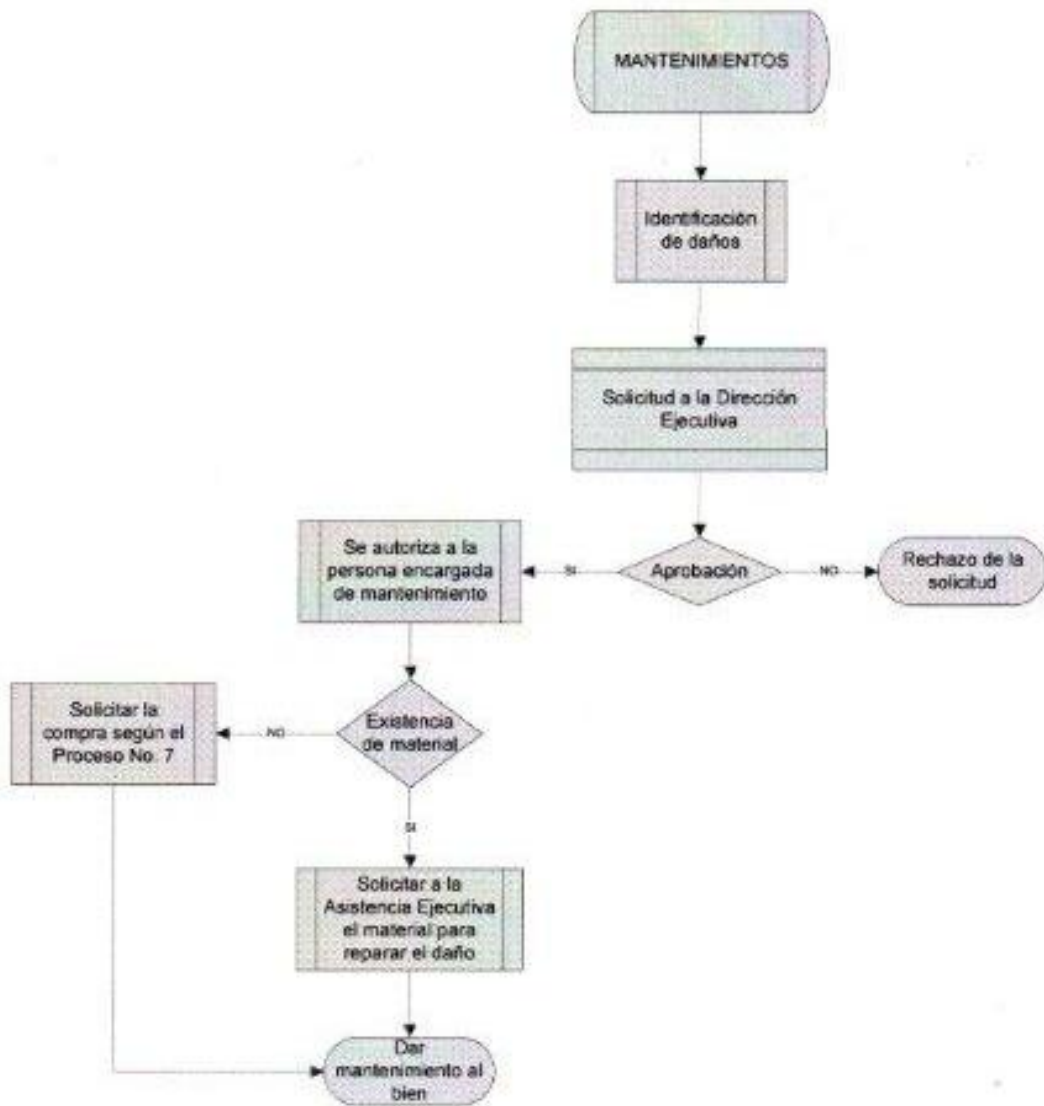 MANTENIMIENTOS
Identificación
de daños
Solicitud a la Dirección
Ejecutiva
Se autoriza a la
persona encargada
de mantenimiento
SI
Aprobación
NO
Rechazo de la
solicitud
Solicitar la
compra según el
Proceso No. 7
NO
Existencia
de material
SI
Solicitar a la
Asistencia Ejecutiva
el material para
reparar el daño
Dar
mantenimiento al
bien